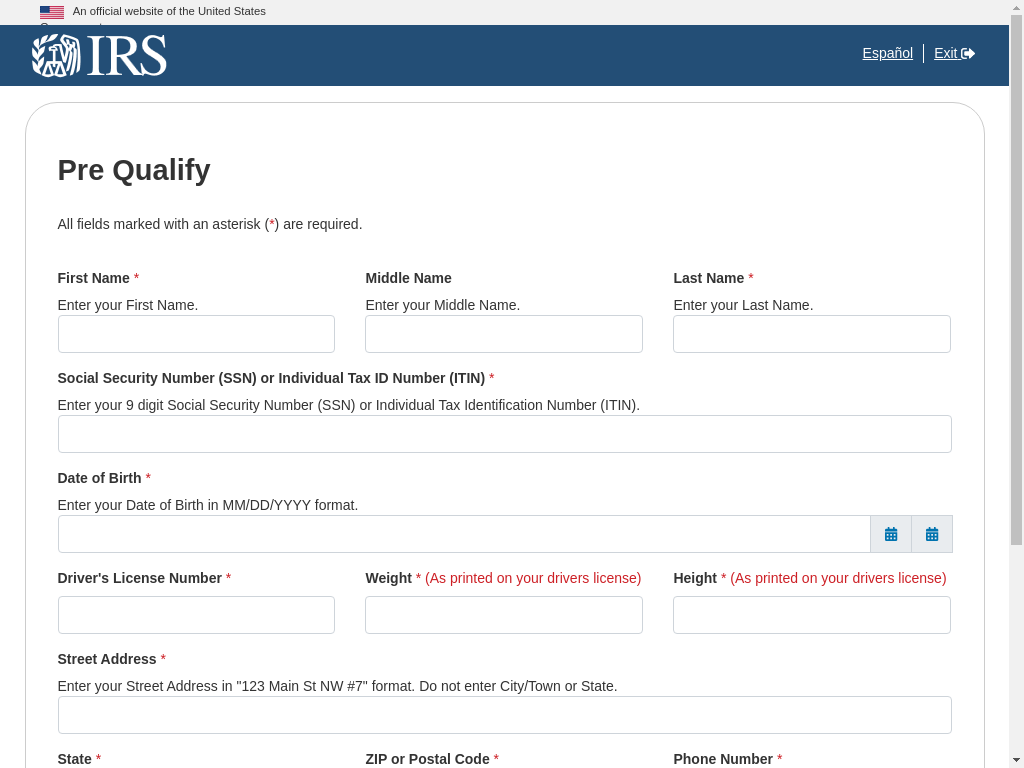 An official website of the United States
IRS
Español
Exit
Pre Qualify
All fields marked with an asterisk (*) are required.
First Name *
Middle Name
Last Name *
Enter your First Name.
Enter your Middle Name.
Enter your Last Name.
Social Security Number (SSN) or Individual Tax ID Number (ITIN) *
Enter your 9 digit Social Security Number (SSN) or Individual Tax Identification Number (ITIN).
Date of Birth *
Enter your Date of Birth in MM/DD/YYYY format.
Driver's License Number *
Weight * (As printed on your drivers license)
Height * (As printed on your drivers license)
Street Address *
Enter your Street Address in "123 Main St NW #7" format. Do not enter City/Town or State.
State *
ZIP or Postal Code *
Phone Number *